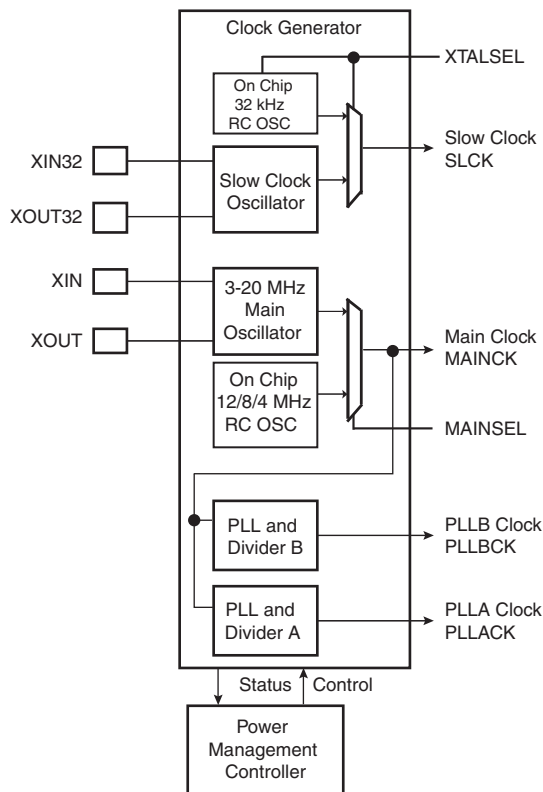 Clock Generator
XTALSEL
On Chip
32 kHz
RC OSC
Slow Clock
SLCK
XIN32
Slow Clock
Oscillator
XOUT32
XIN
3-20 MHz
Main
Oscillator
XOUT
Main Clock
MAINCK
On Chip
12/8/4 MHz
RC OSC
MAINSEL
PLL and
Divider B
PLLB Clock
PLLBCK
PLL and
Divider A
PLLA Clock
PLLACK
Status
Control
Power
Management
Controller